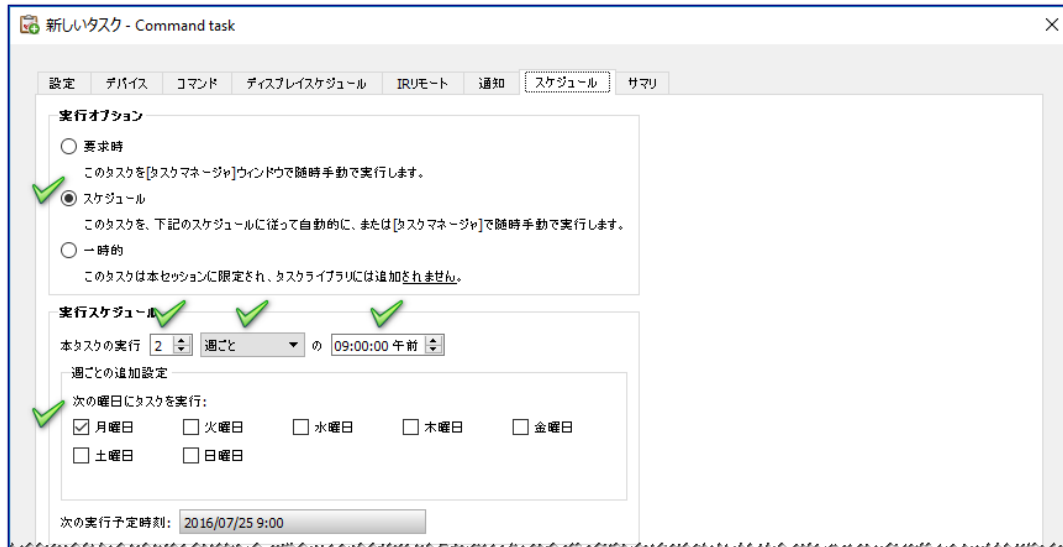 新しいタスク - Command task
設定 デバイス コマンド ディスプレイスケジュール IRリモート 通知 スケジュール サマリ
実行オプション
要求時
このタスクを[タスクマネージャ]ウィンドウで随時手動で実行します。
スケジュール
このタスクを、下記のスケジュールに従って自動的に、または[タスクマネージャ]で随時手動で実行します。
一時的
このタスクは本セッションに限定され、タスクライブラリには追加されません。
実行スケジュール
本タスクの実行 2 週ごと の 09:00:00 午前
週ごとの追加設定
次の曜日にタスクを実行:
月曜日 火曜日 水曜日 木曜日 金曜日
土曜日 日曜日
次の実行予定時刻: 2016/07/25 9:00